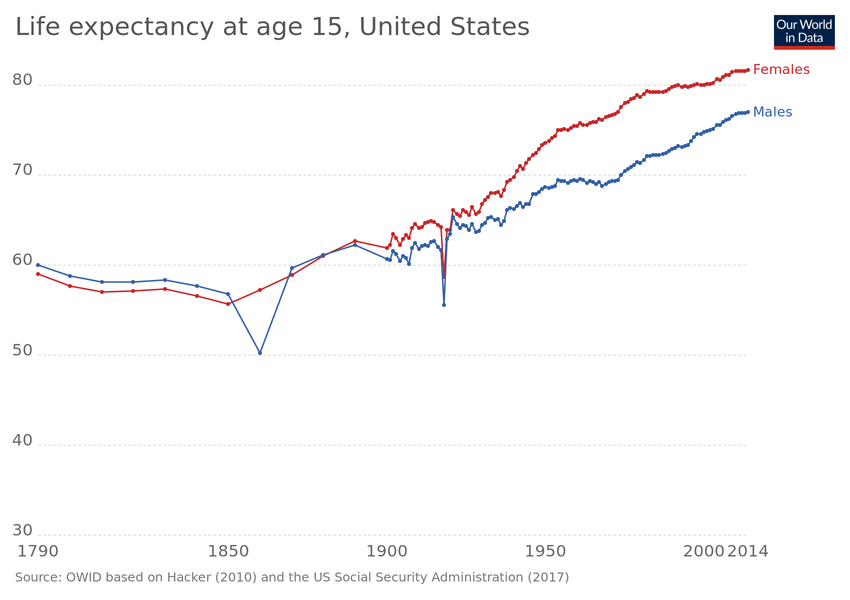 Life expectancy at age 15, United States
Our World
in Data
80
Females
Males
70
60
50
40
30
1790
1850
1900
1950
2000
2014
Source: OWID based on Hacker (2010) and the US Social Security Administration (2017)